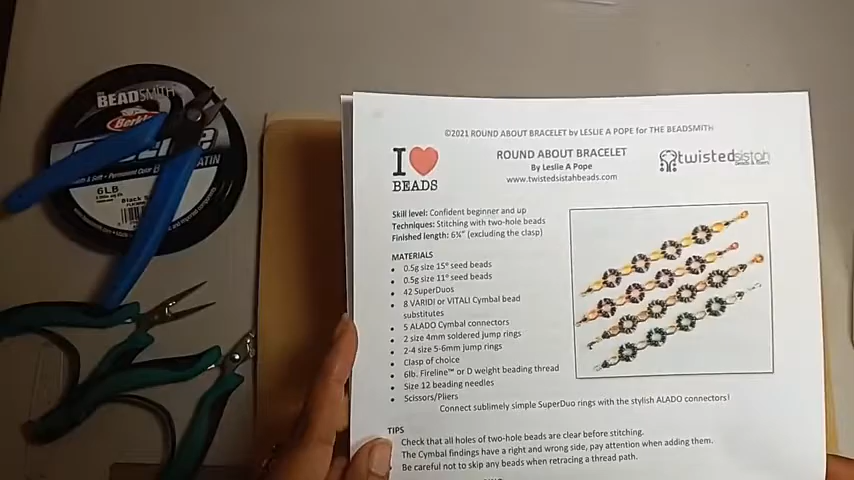 THE BEADSMITH
Berkley
6LB
SATIN
©2021 ROUND ABOUT BRACELET by LESLIE A POPE for THE BEADSMITH
I BEADS
ROUND ABOUT BRACELET
By Leslie A Pope
www.twistedsistahbeads.com
twistedsistah
Skill level: Confident beginner and up
Techniques: Stitching with two-hole beads
Finished length: 6¾" (excluding the clasp)
MATERIALS
• 0.5g size 15° seed beads
• 0.5g size 11° seed beads
• 42 SuperDuos
• 8 VARIDI or VITALI Cymbal bead
substitutes
• 5 ALADO Cymbal connectors
• 2 size 4mm soldered jump rings
• 2-4 size 5-6mm jump rings
• Clasp of choice
• 6lb. Fireline™ or D weight beading thread
• Size 12 beading needles
• Scissors/Pliers
Connect sublimely simple SuperDuo rings with the stylish ALADO connectors!
TIPS
• Check that all holes of two-hole beads are clear before stitching.
• The Cymbal findings have a right and wrong side, pay attention when adding them.
• Be careful not to skip any beads when retracing a thread path.